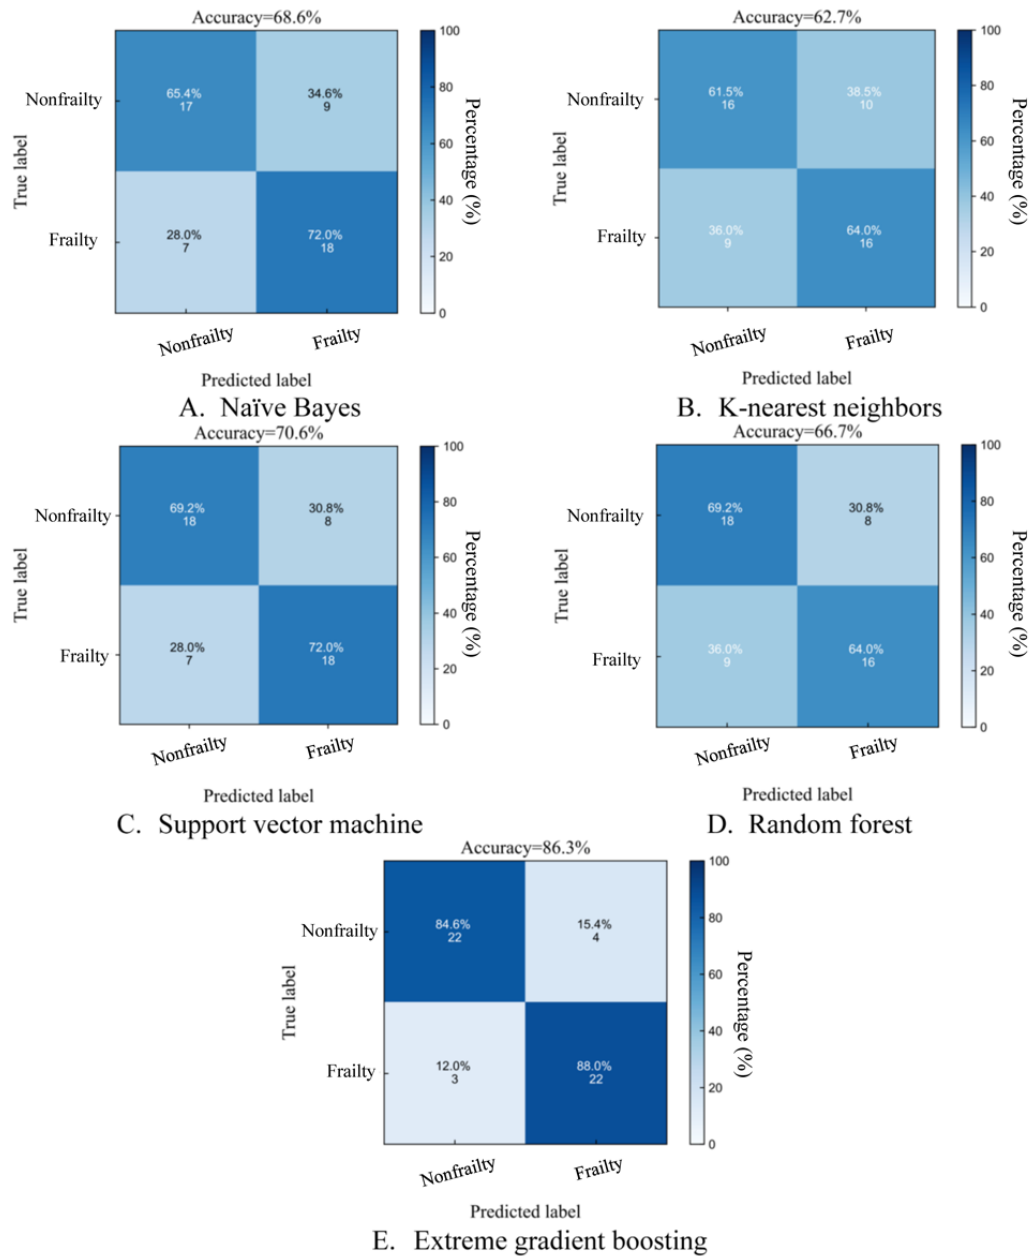 Accuracy=68.6%
Nonfrailty
Frailty
True label
65.4%
17
34.6%
9
28.0%
7
72.0%
18
Nonfrailty
Frailty
Predicted label
100
80
60
40
20
0
Percentage (%)
A. Naïve Bayes
Accuracy=62.7%
Nonfrailty
Frailty
True label
61.5%
16
38.5%
10
36.0%
9
64.0%
16
Nonfrailty
Frailty
Predicted label
100
80
60
40
20
0
Percentage (%)
B. K-nearest neighbors
Accuracy=70.6%
Nonfrailty
Frailty
True label
69.2%
18
30.8%
8
28.0%
7
72.0%
18
Nonfrailty
Frailty
Predicted label
100
80
60
40
20
0
Percentage (%)
C. Support vector machine
Accuracy=66.7%
Nonfrailty
Frailty
True label
69.2%
18
30.8%
8
36.0%
9
64.0%
16
Nonfrailty
Frailty
Predicted label
100
80
60
40
20
0
Percentage (%)
D. Random forest
Accuracy=86.3%
Nonfrailty
Frailty
True label
84.6%
22
15.4%
4
12.0%
3
88.0%
22
Nonfrailty
Frailty
Predicted label
100
80
60
40
20
0
Percentage (%)
E. Extreme gradient boosting